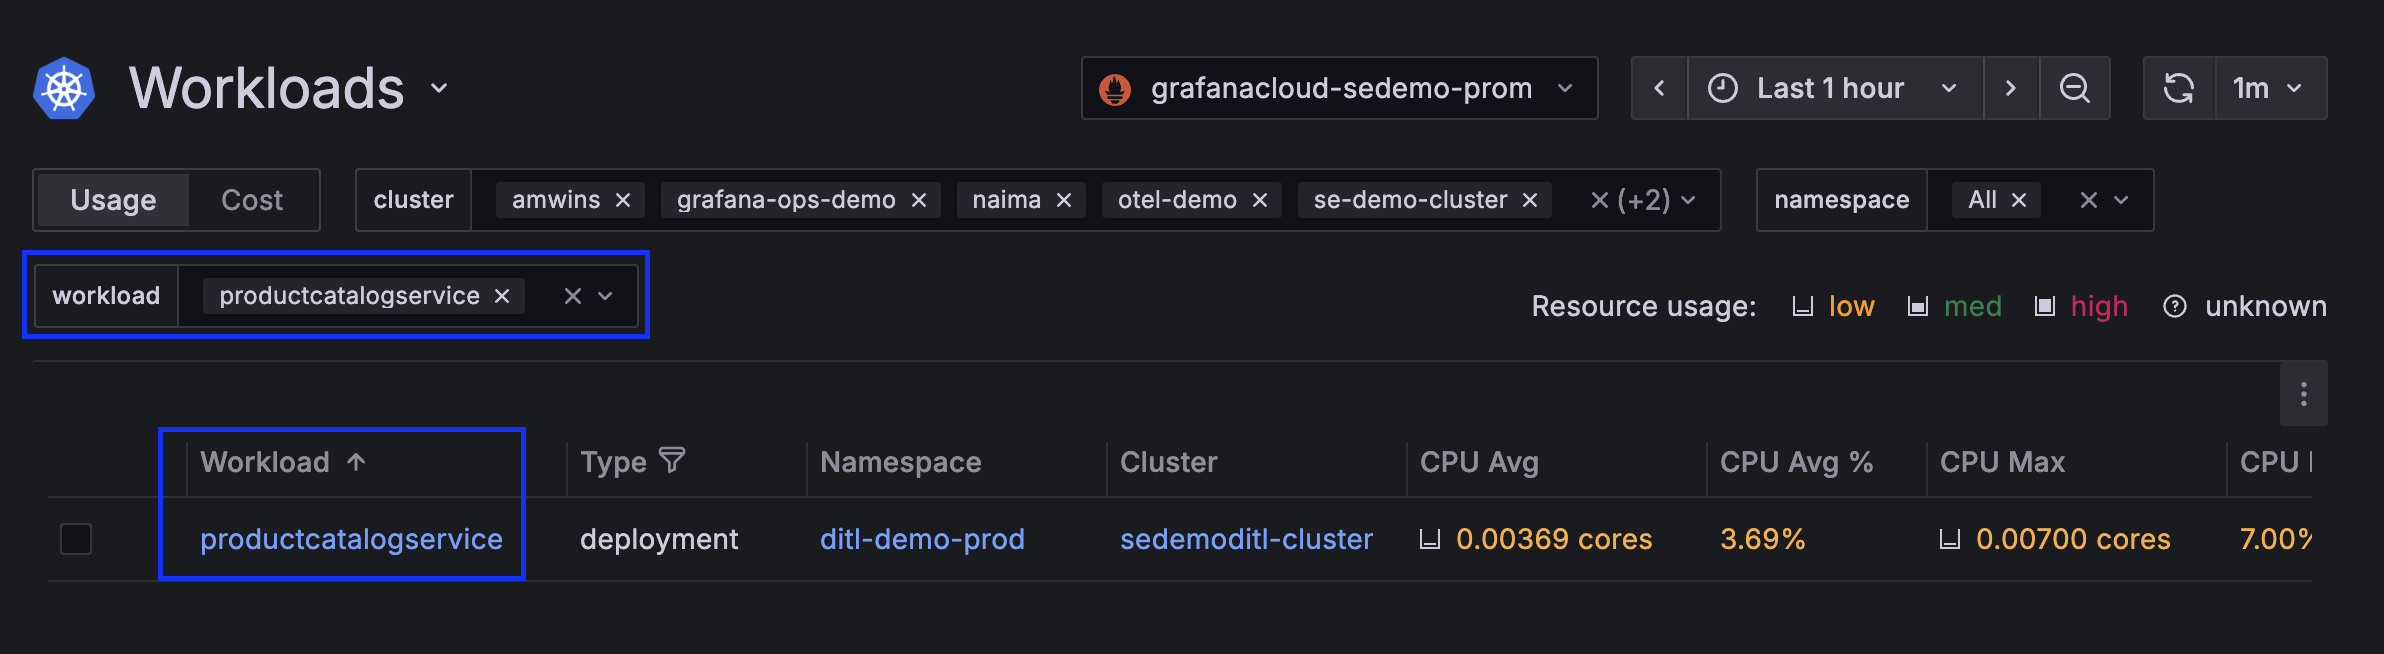 Workloads grafanacloud-sedemo-prom Last 1 hour 1m
Usage Cost cluster amwins grafana-ops-demo naima otel-demo se-demo-cluster (+2) namespace All
workload productcatalogservice
Resource usage: low med high unknown
Workload Type Namespace Cluster CPU Avg CPU Avg % CPU Max CPU
productcatalogservice deployment ditl-demo-prod sedemoditl-cluster 0.00369 cores 3.69% 0.00700 cores 7.00%